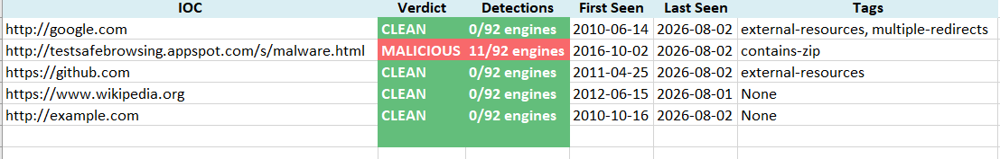 IOC Verdict Detections First Seen Last Seen Tags
http://google.com CLEAN 0/92 engines 2010-06-14 2026-08-02 external-resources, multiple-redirects
http://testsafebrowsing.appspot.com/s/malware.html MALICIOUS 11/92 engines 2016-10-02 2026-08-02 contains-zip
https://github.com CLEAN 0/92 engines 2011-04-25 2026-08-02 external-resources
https://www.wikipedia.org CLEAN 0/92 engines 2012-06-15 2026-08-01 None
http://example.com CLEAN 0/92 engines 2010-10-16 2026-08-02 None